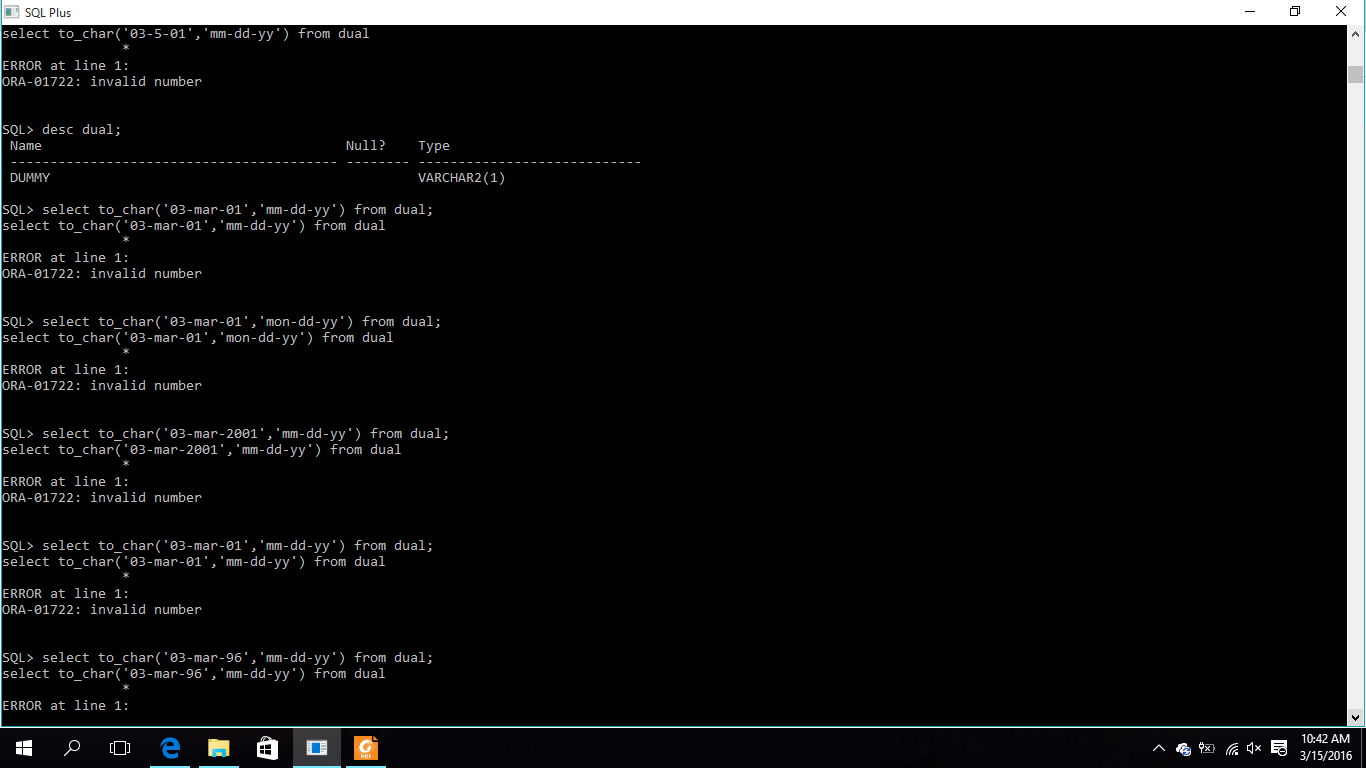 SQL Plus
select to_char('03-5-01','mm-dd-yy') from dual
*
ERROR at line 1:
ORA-01722: invalid number
SQL> desc dual;
Name Null? Type
----------------------------------------- -------- ----------------------------
DUMMY VARCHAR2(1)
SQL> select to_char('03-mar-01','mm-dd-yy') from dual;
select to_char('03-mar-01','mm-dd-yy') from dual
*
ERROR at line 1:
ORA-01722: invalid number
SQL> select to_char('03-mar-01','mon-dd-yy') from dual;
select to_char('03-mar-01','mon-dd-yy') from dual
*
ERROR at line 1:
ORA-01722: invalid number
SQL> select to_char('03-mar-2001','mm-dd-yy') from dual;
select to_char('03-mar-2001','mm-dd-yy') from dual
*
ERROR at line 1:
ORA-01722: invalid number
SQL> select to_char('03-mar-01','mm-dd-yy') from dual;
select to_char('03-mar-01','mm-dd-yy') from dual
*
ERROR at line 1:
ORA-01722: invalid number
SQL> select to_char('03-mar-96','mm-dd-yy') from dual;
select to_char('03-mar-96','mm-dd-yy') from dual
*
ERROR at line 1:
G
PDF
10:42 AM
3/15/2016